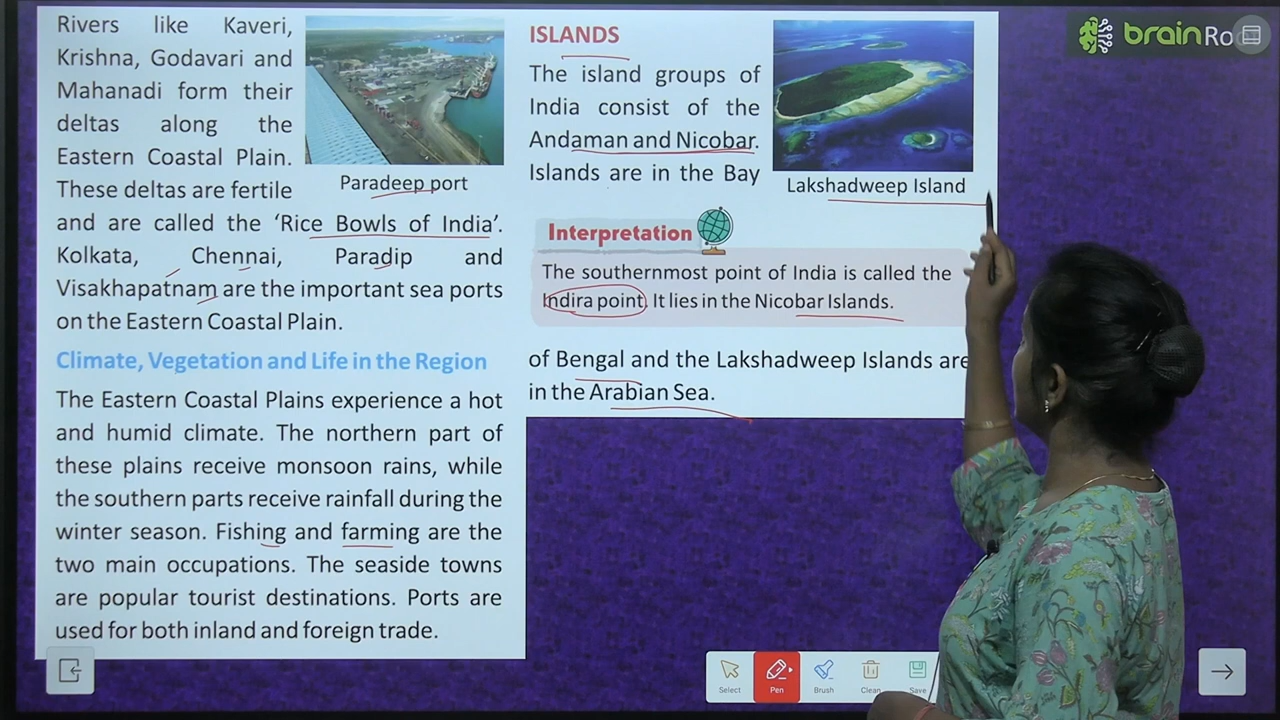 Rivers like Kaveri,
Krishna, Godavari and
Mahanadi form their
deltas along the
Eastern Coastal Plain.
These deltas are fertile
and are called the ‘Rice Bowls of India’.
Kolkata, Chennai, Paradip and
Visakhapatnam are the important sea ports
on the Eastern Coastal Plain.
Paradeep port
Climate, Vegetation and Life in the Region
The Eastern Coastal Plains experience a hot
and humid climate. The northern part of
these plains receive monsoon rains, while
the southern parts receive rainfall during the
winter season. Fishing and farming are the
two main occupations. The seaside towns
are popular tourist destinations. Ports are
used for both inland and foreign trade.
ISLANDS
The island groups of
India consist of the
Andaman and Nicobar.
Islands are in the Bay
Lakshadweep Island
Interpretation
The southernmost point of India is called the
Indira point. It lies in the Nicobar Islands.
of Bengal and the Lakshadweep Islands are
in the Arabian Sea.
brainRo
Select Pen Brush Clean Save